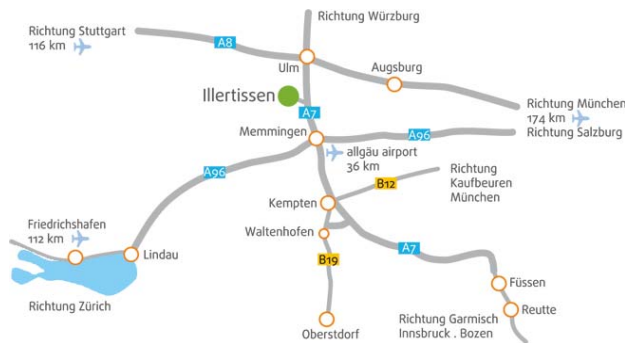 Richtung Würzburg
Richtung Stuttgart
116 km
A8
Ulm
Augsburg
Illertissen
A7
Richtung München
174 km
Memmingen
A96
Richtung Salzburg
allgäu airport
36 km
A96
Richtung
Kaufbeuren
München
B12
Kempten
Friedrichshafen
112 km
Waltenhofen
Lindau
B19
A7
Füssen
Richtung Zürich
Reutte
Richtung Garmisch
Innsbruck . Bozen
Oberstdorf